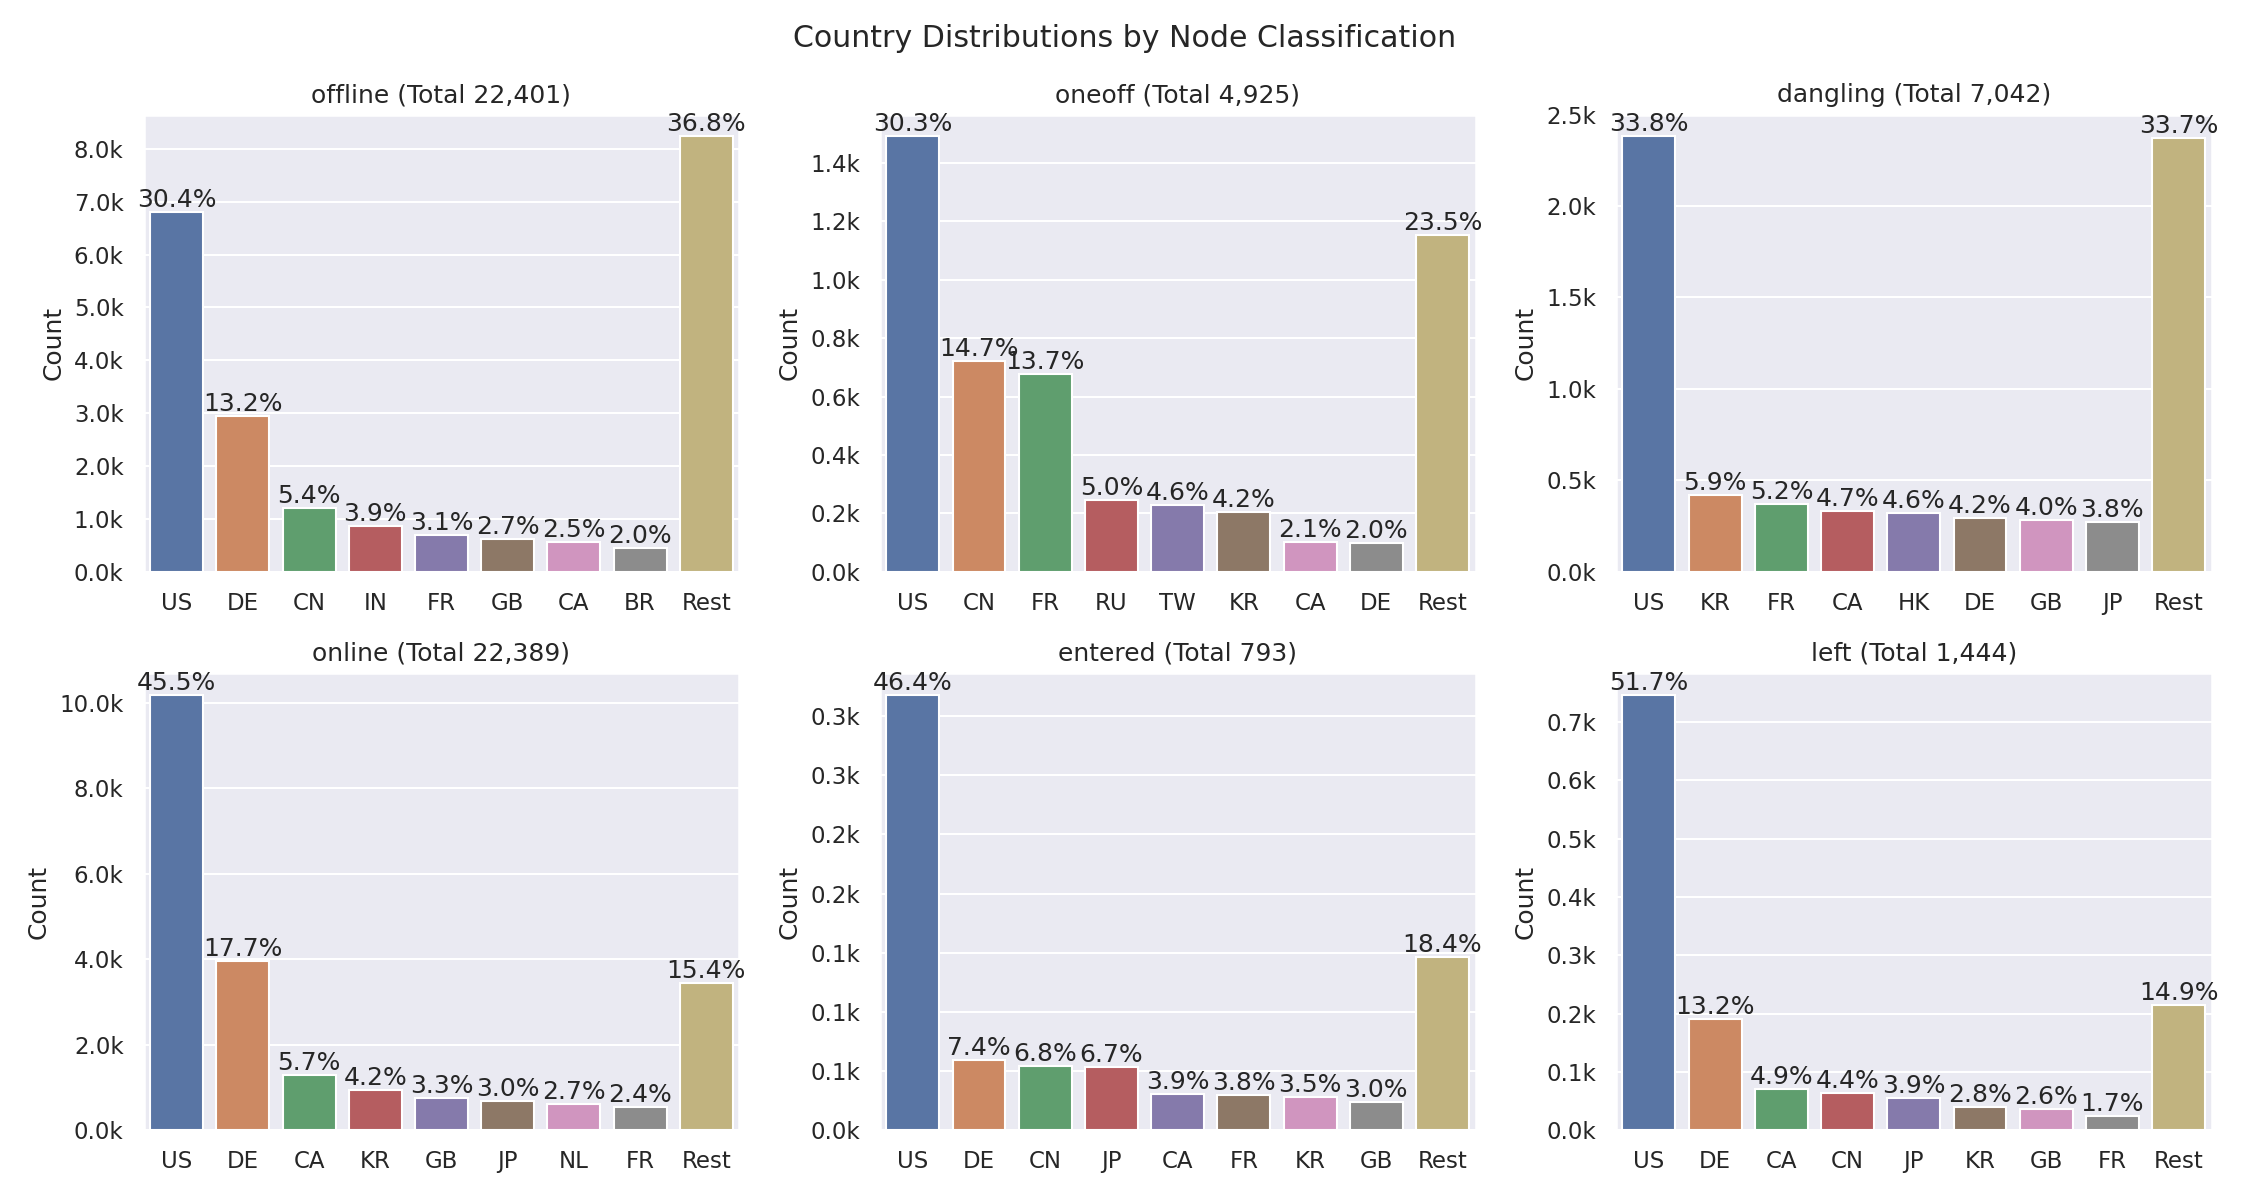 Country Distributions by Node Classification
offline (Total 22,401)
Count
8.0k
7.0k
6.0k
5.0k
4.0k
3.0k
2.0k
1.0k
0.0k
30.4%
13.2%
5.4%
3.9%
3.1%
2.7%
2.5%
2.0%
36.8%
US DE CN IN FR GB CA BR Rest
oneoff (Total 4,925)
Count
1.4k
1.2k
1.0k
0.8k
0.6k
0.4k
0.2k
0.0k
30.3%
14.7%
13.7%
5.0%
4.6%
4.2%
2.1%
2.0%
23.5%
US CN FR RU TW KR CA DE Rest
dangling (Total 7,042)
Count
2.5k
2.0k
1.5k
1.0k
0.5k
0.0k
33.8%
5.9%
5.2%
4.7%
4.6%
4.2%
4.0%
3.8%
33.7%
US KR FR CA HK DE GB JP Rest
online (Total 22,389)
Count
10.0k
8.0k
6.0k
4.0k
2.0k
0.0k
45.5%
17.7%
5.7%
4.2%
3.3%
3.0%
2.7%
2.4%
15.4%
US DE CA KR GB JP NL FR Rest
entered (Total 793)
Count
0.3k
0.3k
0.2k
0.2k
0.1k
0.1k
0.1k
0.0k
46.4%
7.4%
6.8%
6.7%
3.9%
3.8%
3.5%
3.0%
18.4%
US DE CN JP CA FR KR GB Rest
left (Total 1,444)
Count
0.7k
0.6k
0.5k
0.4k
0.3k
0.2k
0.1k
0.0k
51.7%
13.2%
4.9%
4.4%
3.9%
2.8%
2.6%
1.7%
14.9%
US DE CA CN JP KR GB FR Rest